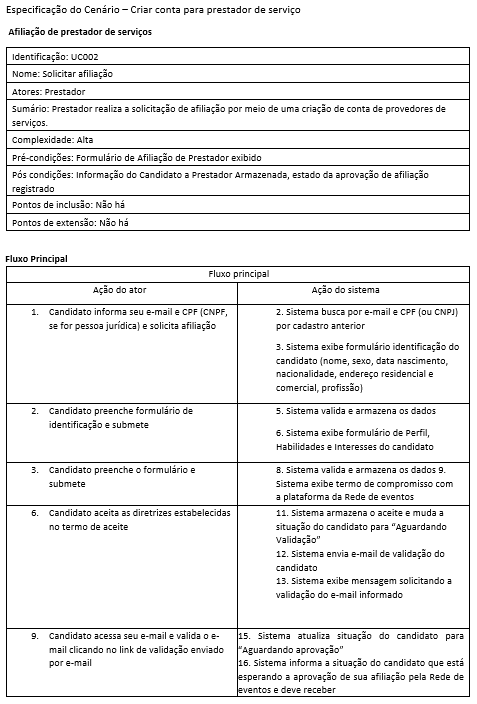 Especificação do Cenário – Criar conta para prestador de serviço
Afiliação de prestador de serviços
Identificação: UC002
Nome: Solicitar afiliação
Atores: Prestador
Sumário: Prestador realiza a solicitação de afiliação por meio de uma criação de conta de provedores de
serviços.
Complexidade: Alta
Pré-condições: Formulário de Afiliação de Prestador exibido
Pós condições: Informação do Candidato a Prestador Armazenada, estado da aprovação de afiliação
registrado
Pontos de inclusão: Não há
Pontos de extensão: Não há
Fluxo Principal
Fluxo principal
Ação do ator
Ação do sistema
1. Candidato informa seu e-mail e CPF (CNPF,
se for pessoa jurídica) e solicita afiliação
2. Sistema busca por e-mail e CPF (ou CNPJ)
por cadastro anterior
3. Sistema exibe formulário identificação do
candidato (nome, sexo, data nascimento,
nacionalidade, endereço residencial e
comercial, profissão)
2. Candidato preenche formulário de
identificação e submete
5. Sistema valida e armazena os dados
6. Sistema exibe formulário de Perfil,
Habilidades e Interesses do candidato
3. Candidato preenche o formulário e
submete
8. Sistema valida e armazena os dados 9.
Sistema exibe termo de compromisso com
a plataforma da Rede de eventos
6. Candidato aceita as diretrizes estabelecidas
no termo de aceite
11. Sistema armazena o aceite e muda a
situação do candidato para “Aguardando
Validação”
12. Sistema envia e-mail de validação do
candidato
13. Sistema exibe mensagem solicitando a
validação do e-mail informado
9. Candidato acessa seu e-mail e valida o e-
mail clicando no link de validação enviado
por e-mail
15. Sistema atualiza situação do candidato para
“Aguardando aprovação”
16. Sistema informa a situação do candidato que está
esperando a aprovação de sua afiliação pela Rede de
eventos e deve receber